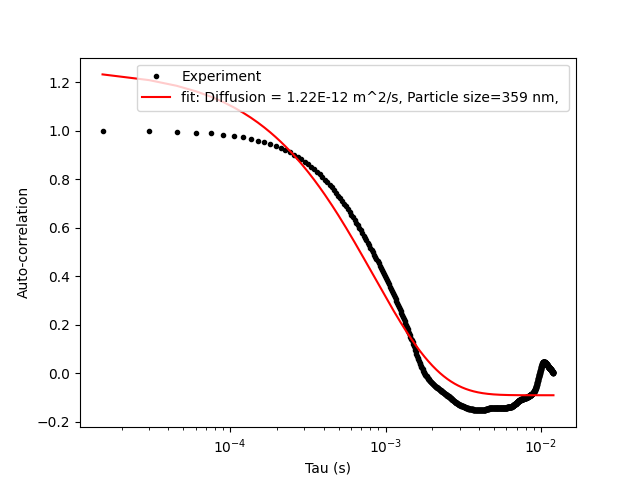 Experiment
fit: Diffusion = 1.22E-12 m^2/s, Particle size=359 nm,
1.2
1.0
0.8
0.6
0.4
0.2
0.0
−0.2
Auto-correlation
10⁻⁴
10⁻³
10⁻²
Tau (s)